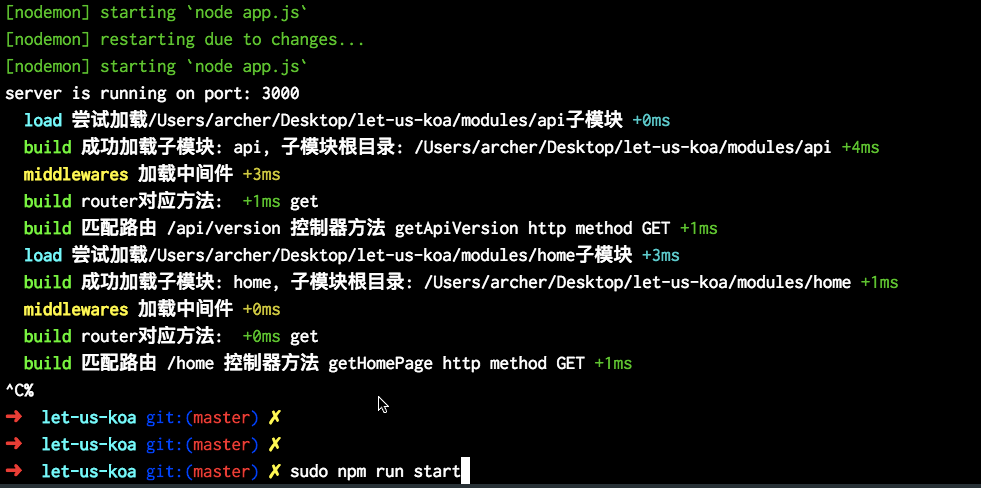 [nodemon] starting `node app.js`
[nodemon] restarting due to changes...
[nodemon] starting `node app.js`
server is running on port: 3000
load 尝试加载/Users/archer/Desktop/let-us-koa/modules/api子模块 +0ms
build 成功加载子模块: api, 子模块根目录: /Users/archer/Desktop/let-us-koa/modules/api +4ms
middlewares 加载中间件 +3ms
build router对应方法:  +1ms get
build 匹配路由 /api/version 控制器方法 getApiVersion http method GET +1ms
load 尝试加载/Users/archer/Desktop/let-us-koa/modules/home子模块 +3ms
build 成功加载子模块: home, 子模块根目录: /Users/archer/Desktop/let-us-koa/modules/home +1ms
middlewares 加载中间件 +0ms
build router对应方法:  +0ms get
build 匹配路由 /home 控制器方法 getHomePage http method GET +1ms
^C%
➜  let-us-koa git:(master) ✗
➜  let-us-koa git:(master) ✗
➜  let-us-koa git:(master) ✗ sudo npm run start